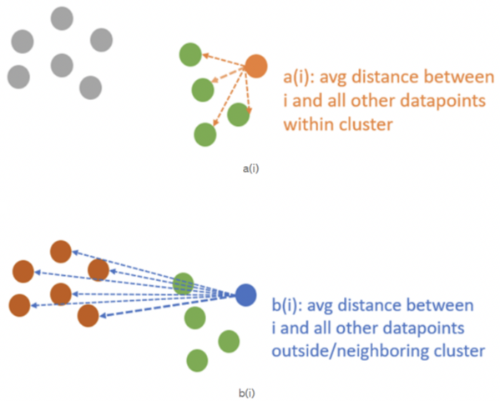 a(i): avg distance between
i and all other datapoints
within cluster
a(i)
b(i): avg distance between
i and all other datapoints
outside/neighboring cluster
b(i)